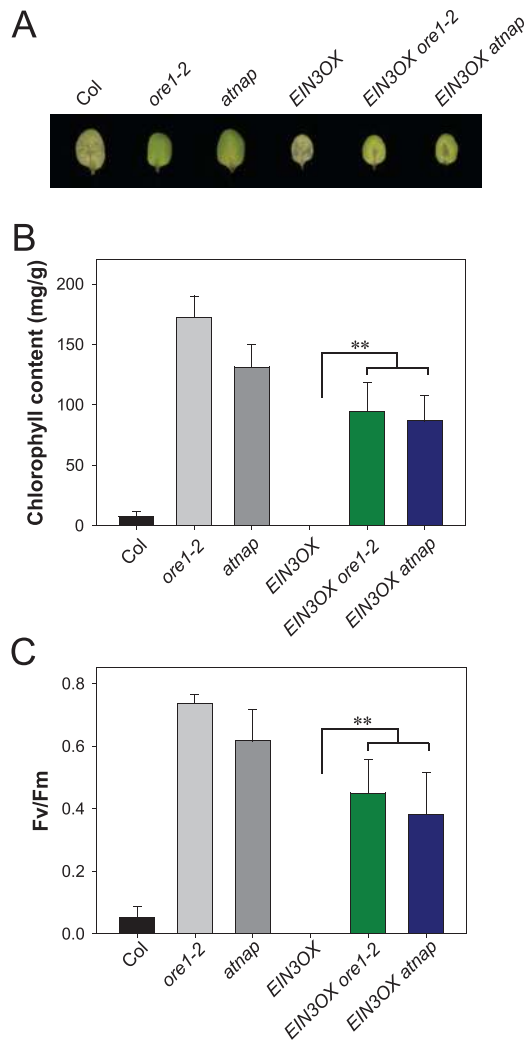 A
Col
ore1-2
atnap
EIN3OX
EIN3OX ore1-2
EIN3OX atnap
B
Chlorophyll content (mg/g)
200
150
100
50
0
**
Col
ore1-2
atnap
EIN3OX
EIN3OX ore1-2
EIN3OX atnap
C
Fv/Fm
0.8
0.6
0.4
0.2
0.0
**
Col
ore1-2
atnap
EIN3OX
EIN3OX ore1-2
EIN3OX atnap